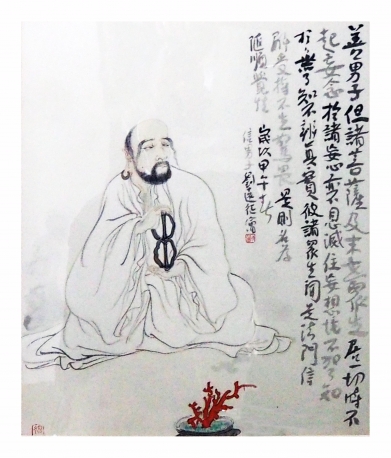 善男子但諸菩薩及末世眾生居一切時不
起妄念於諸妄心亦不息滅住妄想境不加了知
於無了知不辨真實彼諸眾生聞是法門信
解受持不生驚畏是則名為
隨順覺性
歲次甲午